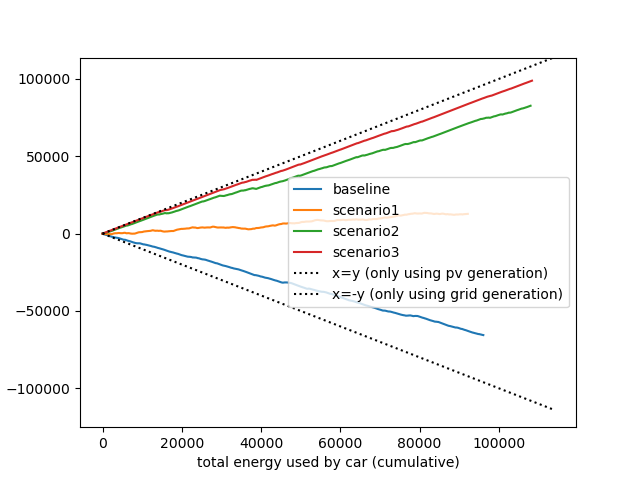 100000
50000
0
−50000
−100000
baseline
scenario1
scenario2
scenario3
x=y (only using pv generation)
x=-y (only using grid generation)
0 20000 40000 60000 80000 100000
total energy used by car (cumulative)